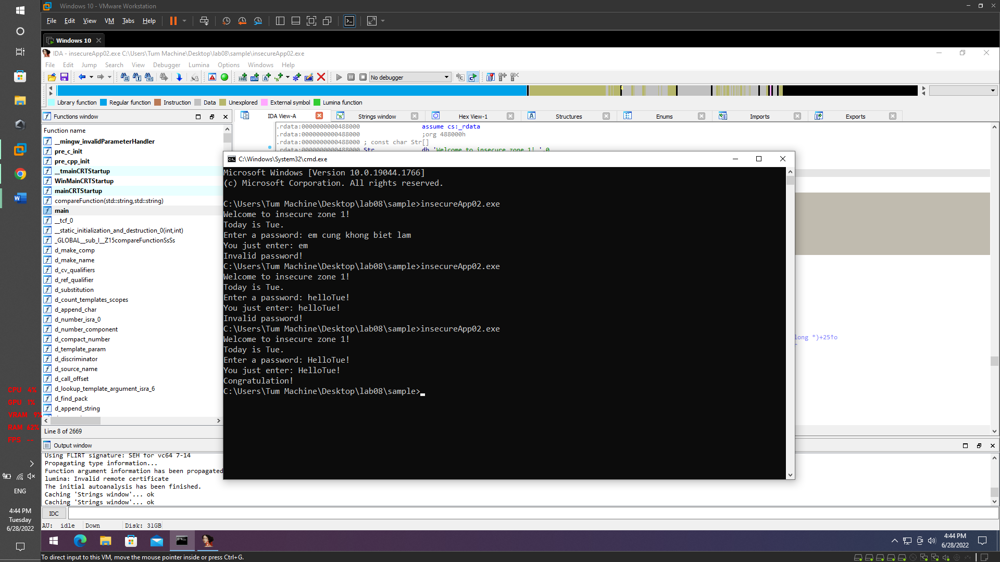 Windows 10 - VMware Workstation
File Edit View VM Tabs Help
Windows 10
IDA - insecureApp02.exe C:\Users\Tum Machine\Desktop\lab08\sample\insecureApp02.exe
File Edit Jump Search View Debugger Lumina Options Windows Help
No debugger
Library function Regular function Instruction Data Unexplored External symbol Lumina function
Functions window
IDA View-A Strings window Hex View-1 Structures Enums Imports Exports
Function name
__mingw_invalidParameterHandler
pre_c_init
pre_cpp_init
__tmainCRTStartup
WinMainCRTStartup
mainCRTStartup
compareFunction(std::string,std::string)
main
__tcf_0
__static_initialization_and_destruction_0(int,int)
_GLOBAL__sub_I__Z15compareFunctionSsSs
d_make_comp
d_make_name
d_cv_qualifiers
d_ref_qualifier
d_substitution
d_count_templates_scopes
d_append_char
d_number_isra_0
d_number_component
d_compact_number
d_template_param
d_discriminator
d_source_name
d_call_offset
d_lookup_template_argument_isra_6
d_find_pack
d_append_string
Line 8 of 2669
.rdata:0000000000488000 assume cs:_rdata
.rdata:0000000000488000 ;org 488000h
.rdata:0000000000488000 ; const char Str[]
.rdata:0000000000488000 Str db 'Welcome to insecure zone 1! ',0
long *)+25↑o
C:\Windows\System32\cmd.exe
Microsoft Windows [Version 10.0.19044.1766]
(c) Microsoft Corporation. All rights reserved.
C:\Users\Tum Machine\Desktop\lab08\sample>insecureApp02.exe
Welcome to insecure zone 1!
Today is Tue.
Enter a password: em cung khong biet lam
You just enter: em
Invalid password!
C:\Users\Tum Machine\Desktop\lab08\sample>insecureApp02.exe
Welcome to insecure zone 1!
Today is Tue.
Enter a password: helloTue!
You just enter: helloTue!
Invalid password!
C:\Users\Tum Machine\Desktop\lab08\sample>insecureApp02.exe
Welcome to insecure zone 1!
Today is Tue.
Enter a password: HelloTue!
You just enter: HelloTue!
Congratulation!
C:\Users\Tum Machine\Desktop\lab08\sample>
Output window
Using FLIRT signature: SEH for vc64 7-14
Propagating type information...
Function argument information has been propagated
lumina: Invalid remote certificate
The initial autoanalysis has been finished.
Caching 'Strings window'... ok
Caching 'Strings window'... ok
IDC
AU: idle Down Disk: 31GB
4:44 PM
6/28/2022
To direct input to this VM, move the mouse pointer inside or press Ctrl+G.
CPU 4%
GPU 1%
VRAM 9%
RAM 62%
FPS --
ENG
4:44 PM
Tuesday
6/28/2022